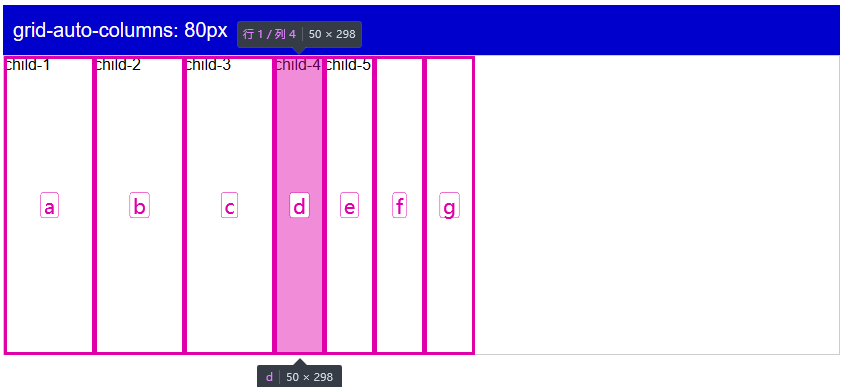 grid-auto-columns: 80px
行 1 / 列 4 50 × 298
child-1 child-2 child-3 child-4 child-5
a b c d e f g
d 50 × 298